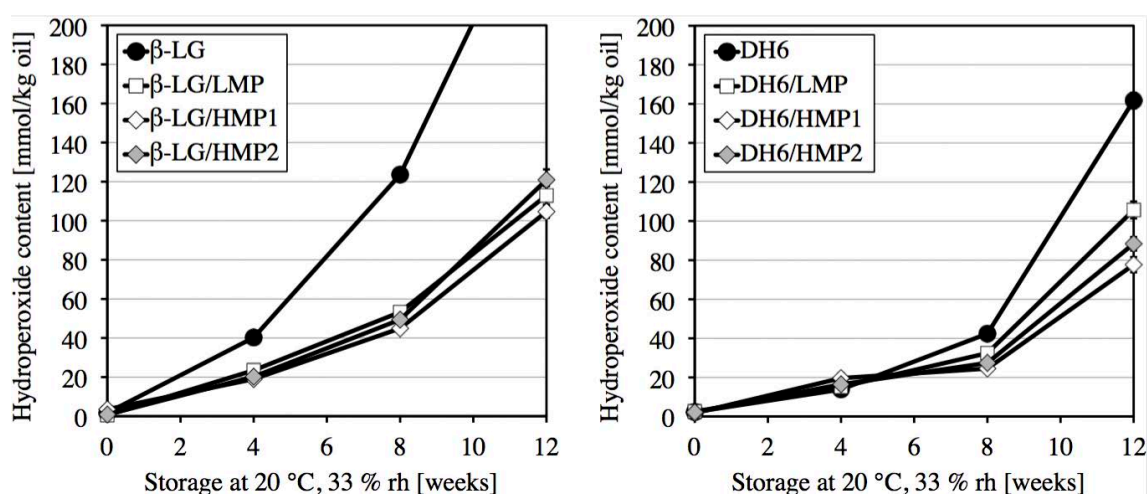 Hydroperoxide content [mmol/kg oil]
200
180
160
140
120
100
80
60
40
20
0
β-LG
β-LG/LMP
β-LG/HMP1
β-LG/HMP2
0 2 4 6 8 10 12
Storage at 20 °C, 33 % rh [weeks]
Hydroperoxide content [mmol/kg oil]
200
180
160
140
120
100
80
60
40
20
0
DH6
DH6/LMP
DH6/HMP1
DH6/HMP2
0 2 4 6 8 10 12
Storage at 20 °C, 33 % rh [weeks]